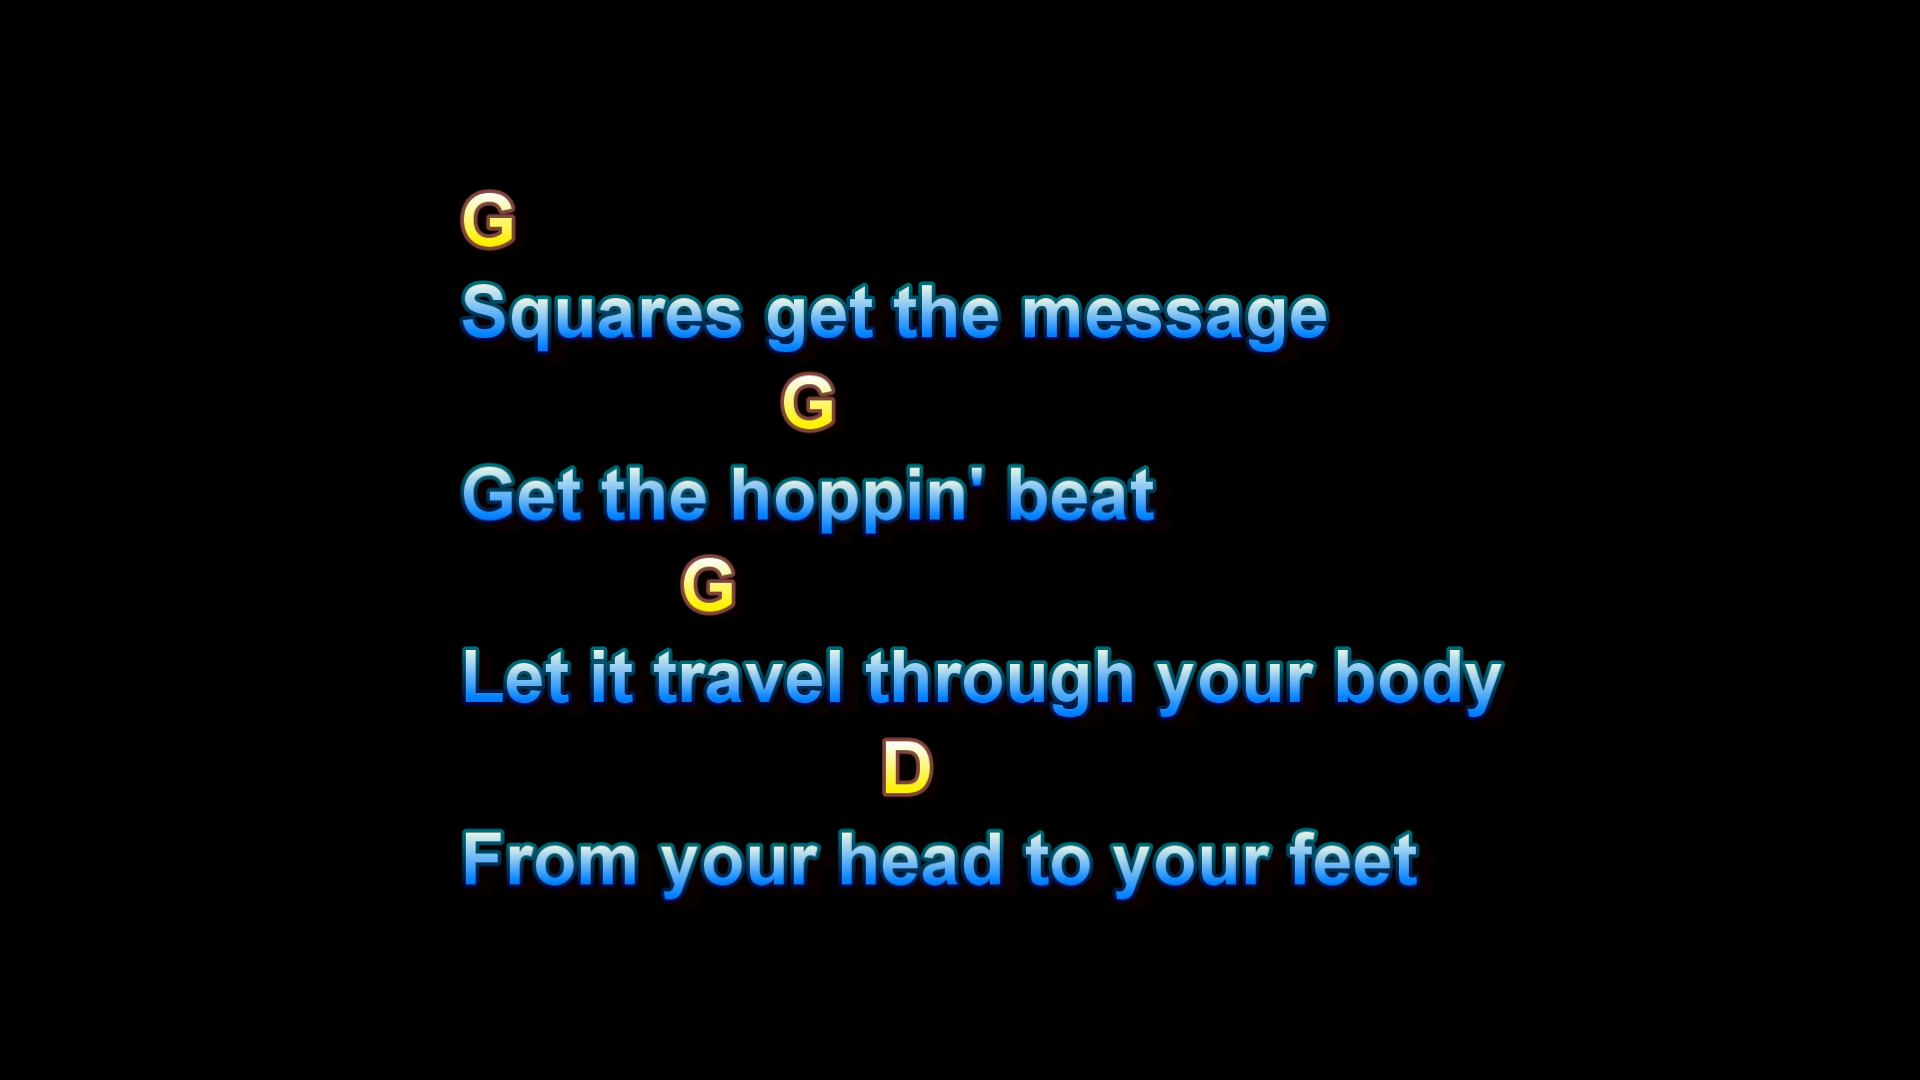 G
Squares get the message
G
Get the hoppin' beat
G
Let it travel through your body
D
From your head to your feet